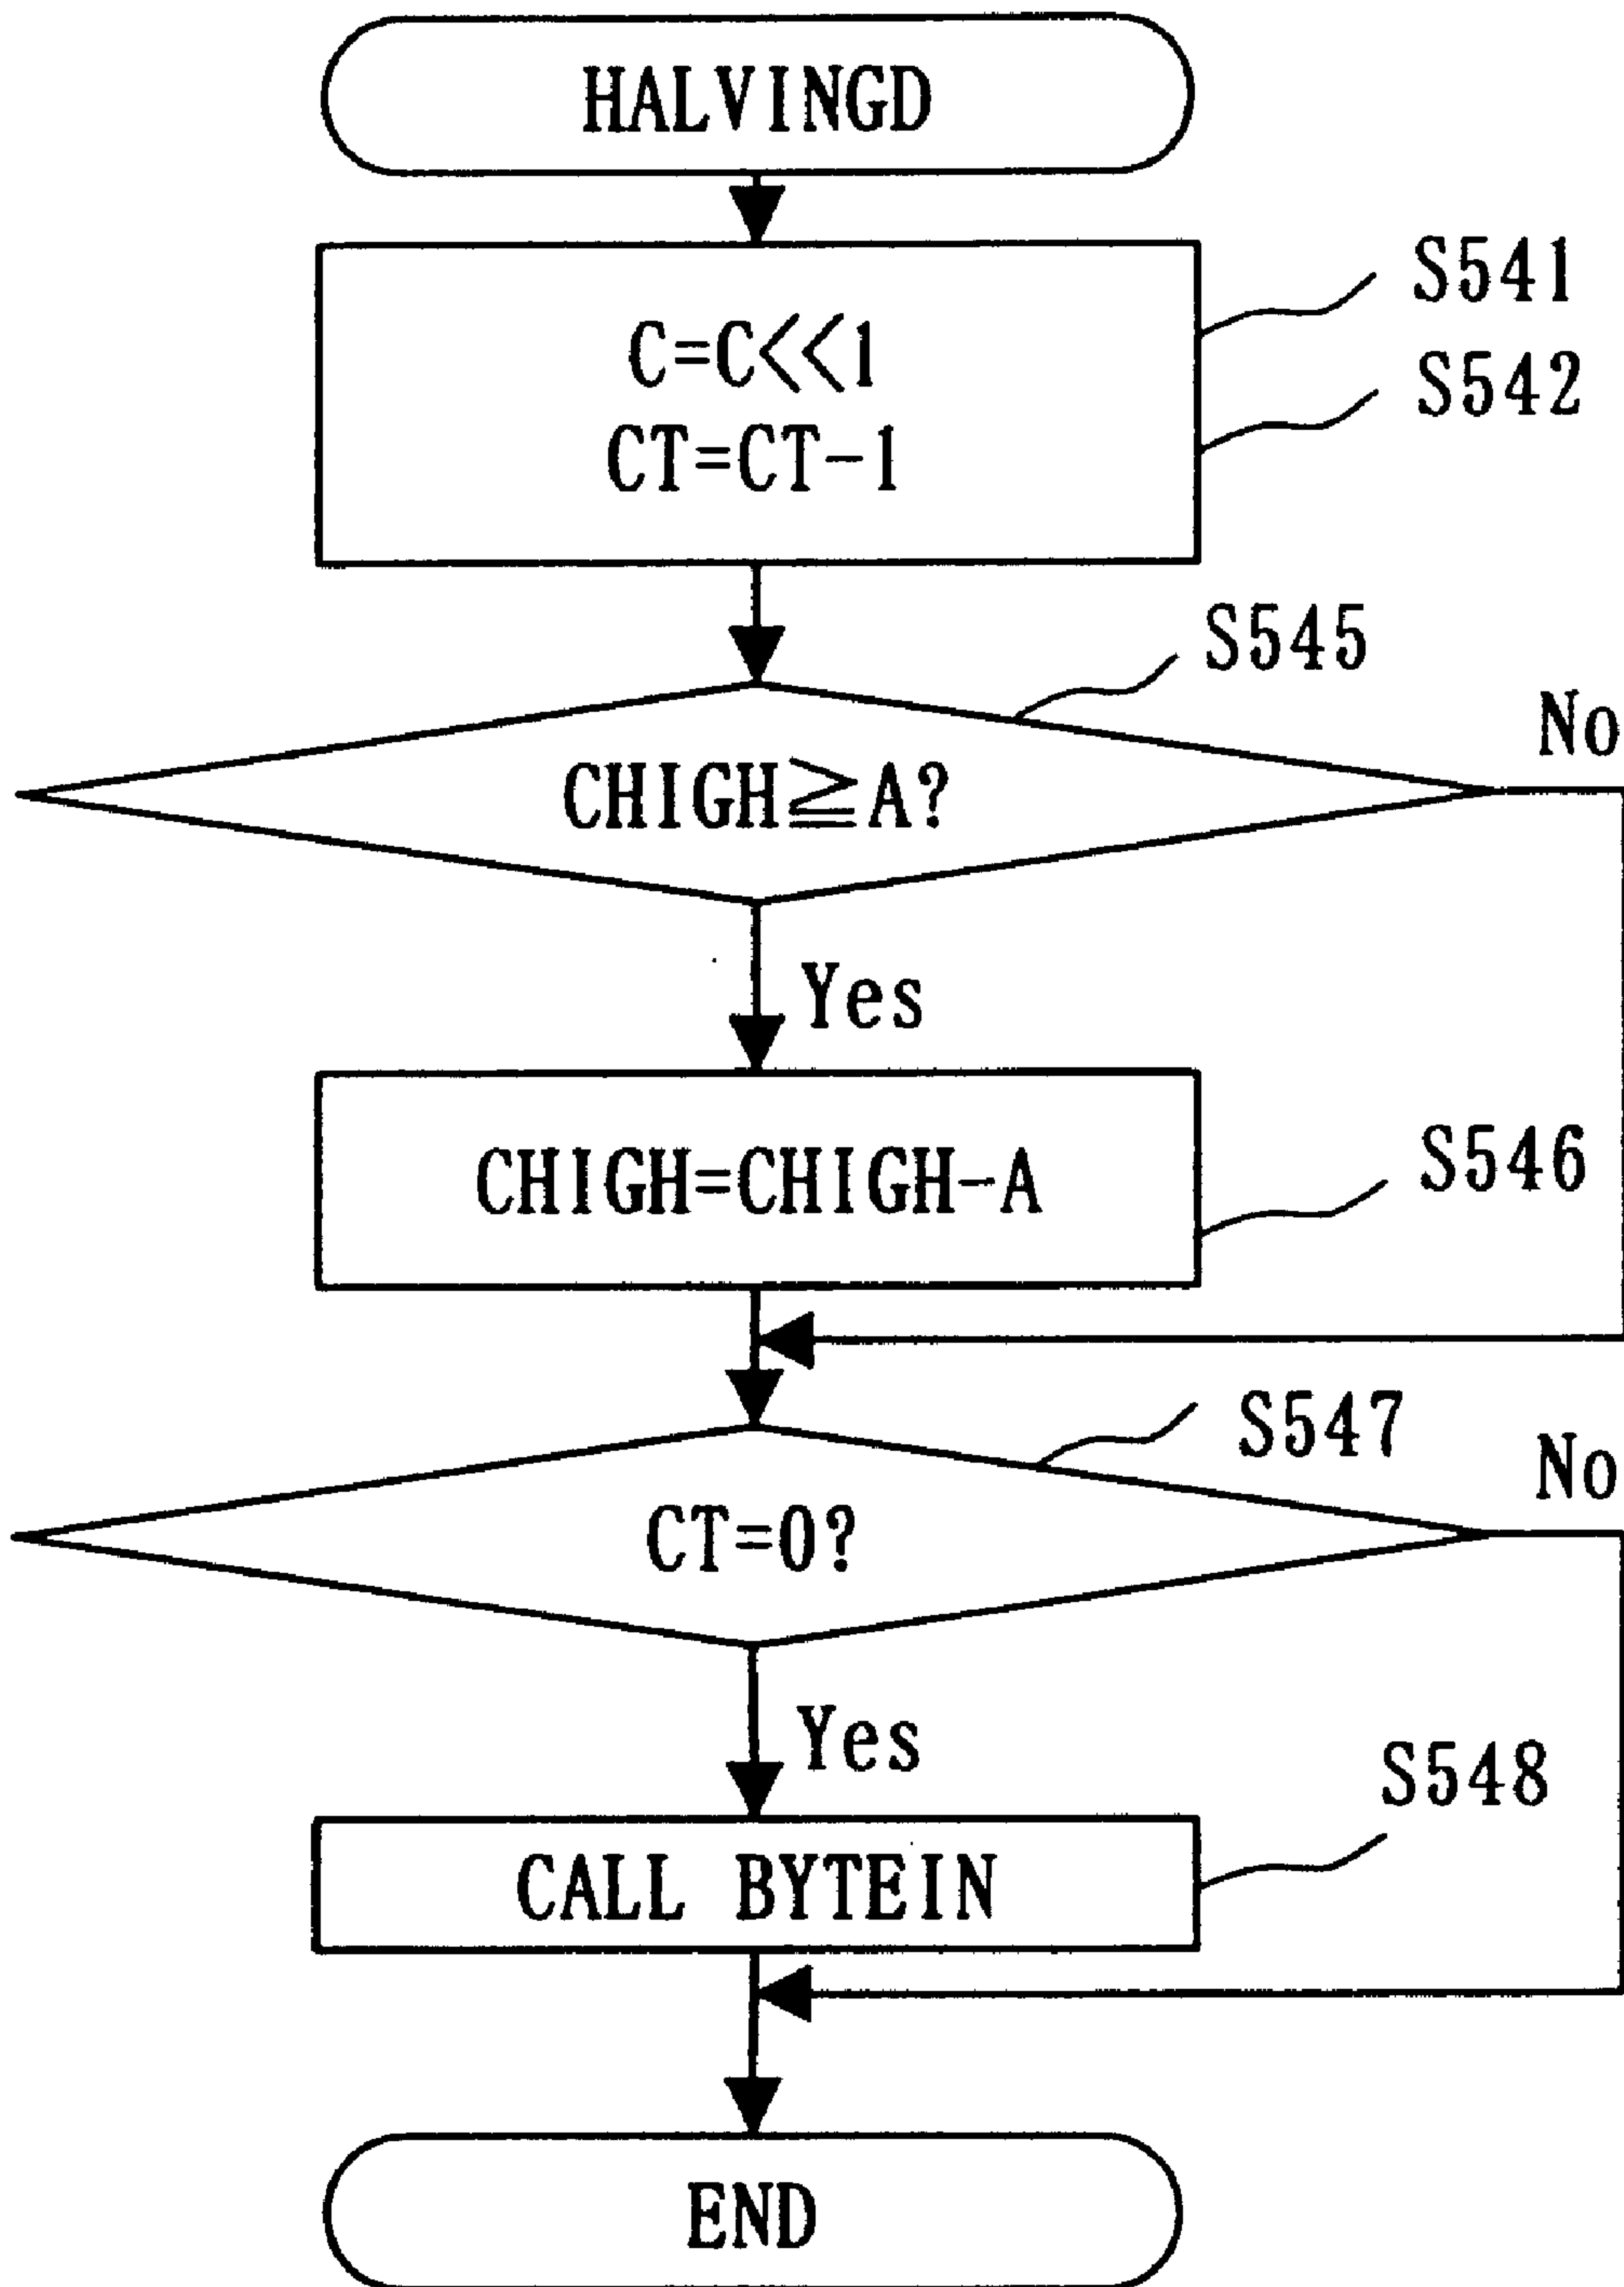 HALVINGD
S541
C=C<<1
S542
CT=CT-1
S545
No
CHIGH≧A?
Yes
S546
CHIGH=CHIGH-A
S547
No
CT=0?
Yes
S548
CALL BYTEIN
END